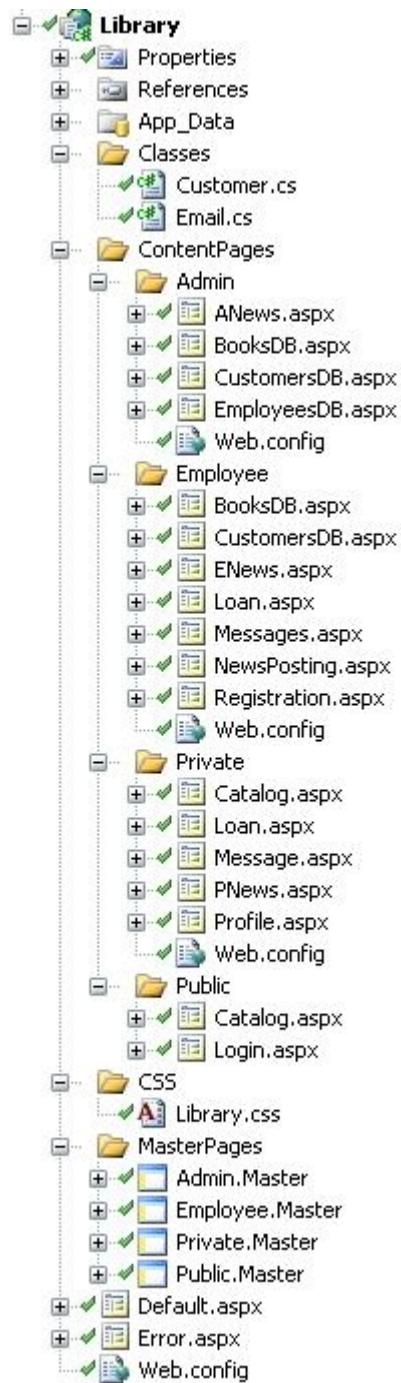 Library
Properties
References
App_Data
Classes
Customer.cs
Email.cs
ContentPages
Admin
ANews.aspx
BooksDB.aspx
CustomersDB.aspx
EmployeesDB.aspx
Web.config
Employee
BooksDB.aspx
CustomersDB.aspx
ENews.aspx
Loan.aspx
Messages.aspx
NewsPosting.aspx
Registration.aspx
Web.config
Private
Catalog.aspx
Loan.aspx
Message.aspx
PNews.aspx
Profile.aspx
Web.config
Public
Catalog.aspx
Login.aspx
CSS
Library.css
MasterPages
Admin.Master
Employee.Master
Private.Master
Public.Master
Default.aspx
Error.aspx
Web.config